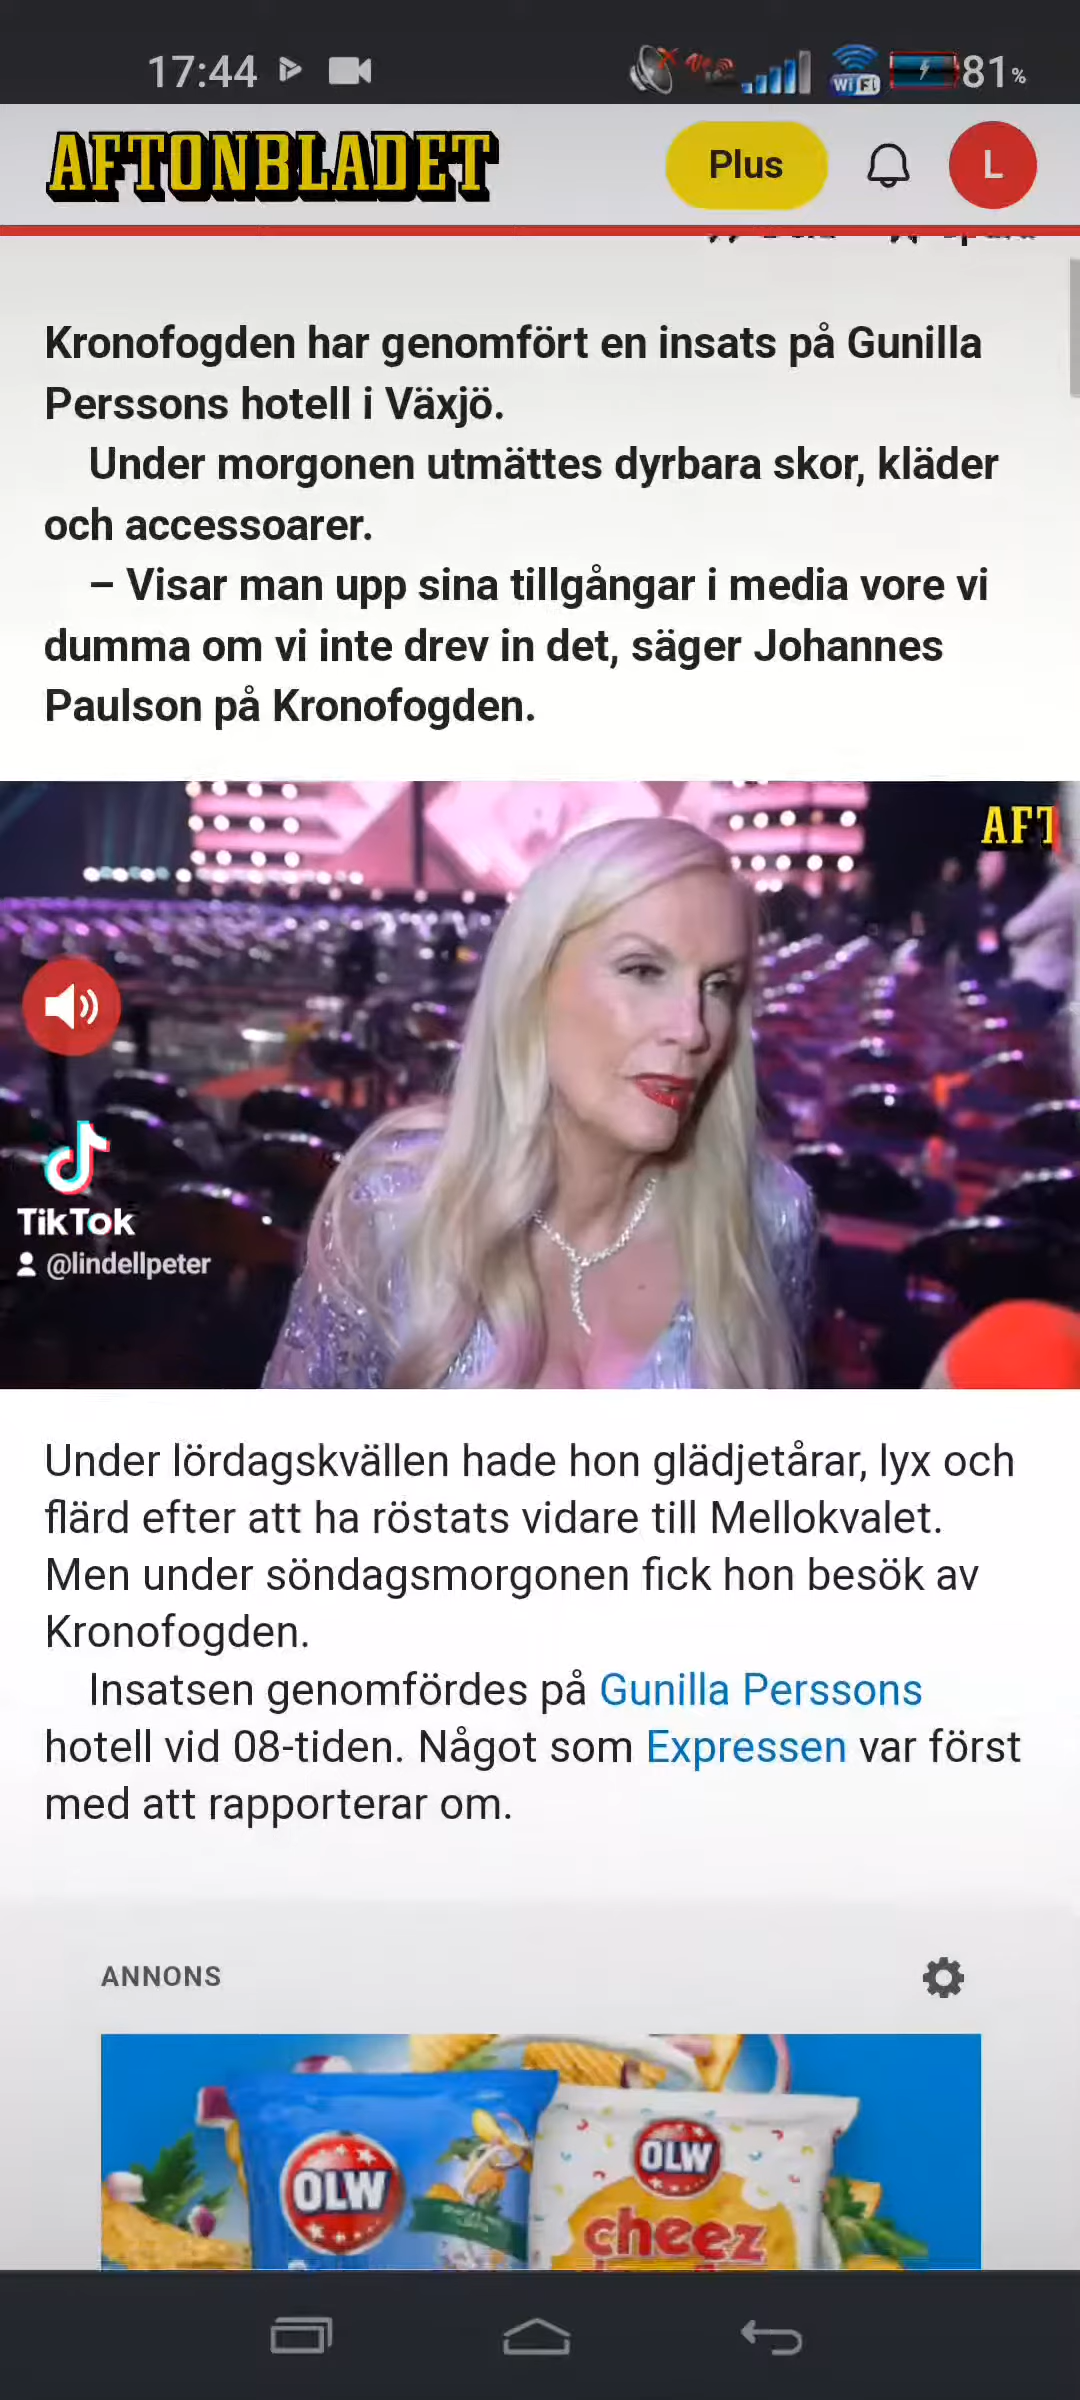 17:44
WiFi
81%
AFTONBLADET
Plus
L
Kronofogden har genomfört en insats på Gunilla
Perssons hotell i Växjö.
Under morgonen utmättes dyrbara skor, kläder
och accessoarer.
– Visar man upp sina tillgångar i media vore vi
dumma om vi inte drev in det, säger Johannes
Paulson på Kronofogden.
AFT
TikTok
@lindellpeter
Under lördagskvällen hade hon glädjetårar, lyx och
flärd efter att ha röstats vidare till Mellokvalet.
Men under söndagsmorgonen fick hon besök av
Kronofogden.
Insatsen genomfördes på Gunilla Perssons
hotell vid 08-tiden. Något som Expressen var först
med att rapporterar om.
ANNONS
OLW
OLW
cheez